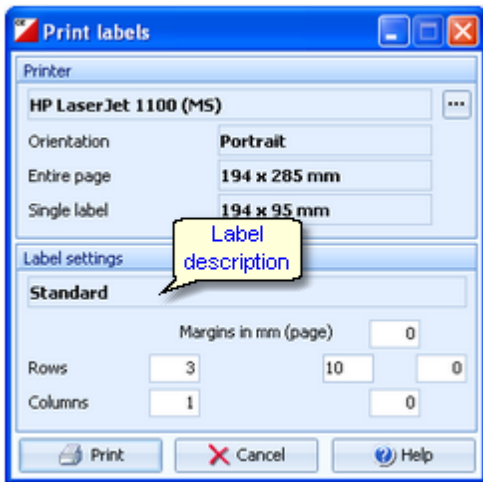 Print labels
Printer
HP LaserJet 1100 (MS)
...
Orientation Portrait
Entire page 194 x 285 mm
Single label 194 x 95 mm
Label
description
Label settings
Standard
Margins in mm (page) 0
Rows 3 10 0
Columns 1 0
Print Cancel Help